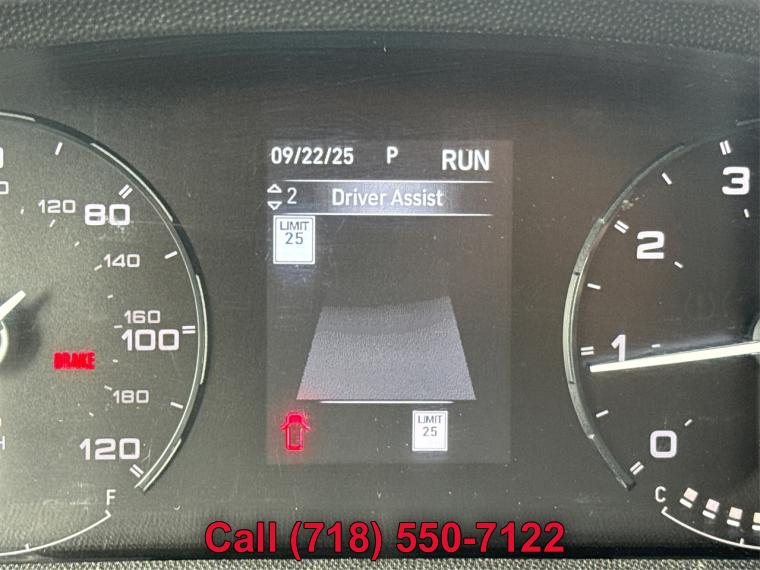 09/22/25 P RUN
2 Driver Assist
LIMIT
25
120 80
140
160
100
BRAKE
180
120
F
3
2
1
0
C
LIMIT
25
Call (718) 550-7122